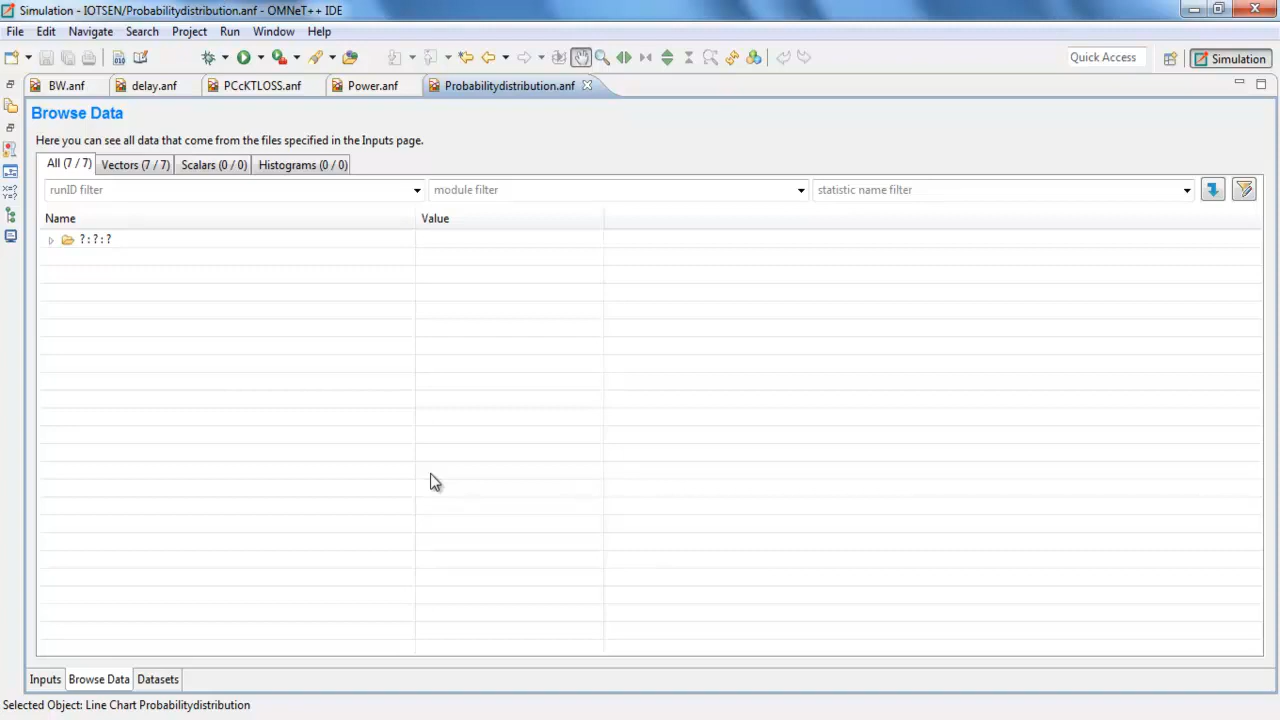 Simulation - IOTSEN/Probabilitydistribution.anf - OMNeT++ IDE
File Edit Navigate Search Project Run Window Help
Quick Access Simulation
BW.anf delay.anf PCcKTLOSS.anf Power.anf Probabilitydistribution.anf
Browse Data
Here you can see all data that come from the files specified in the Inputs page.
All (7 / 7) Vectors (7 / 7) Scalars (0 / 0) Histograms (0 / 0)
runID filter module filter statistic name filter
Name Value
?:?:?
Inputs Browse Data Datasets
Selected Object: Line Chart Probabilitydistribution